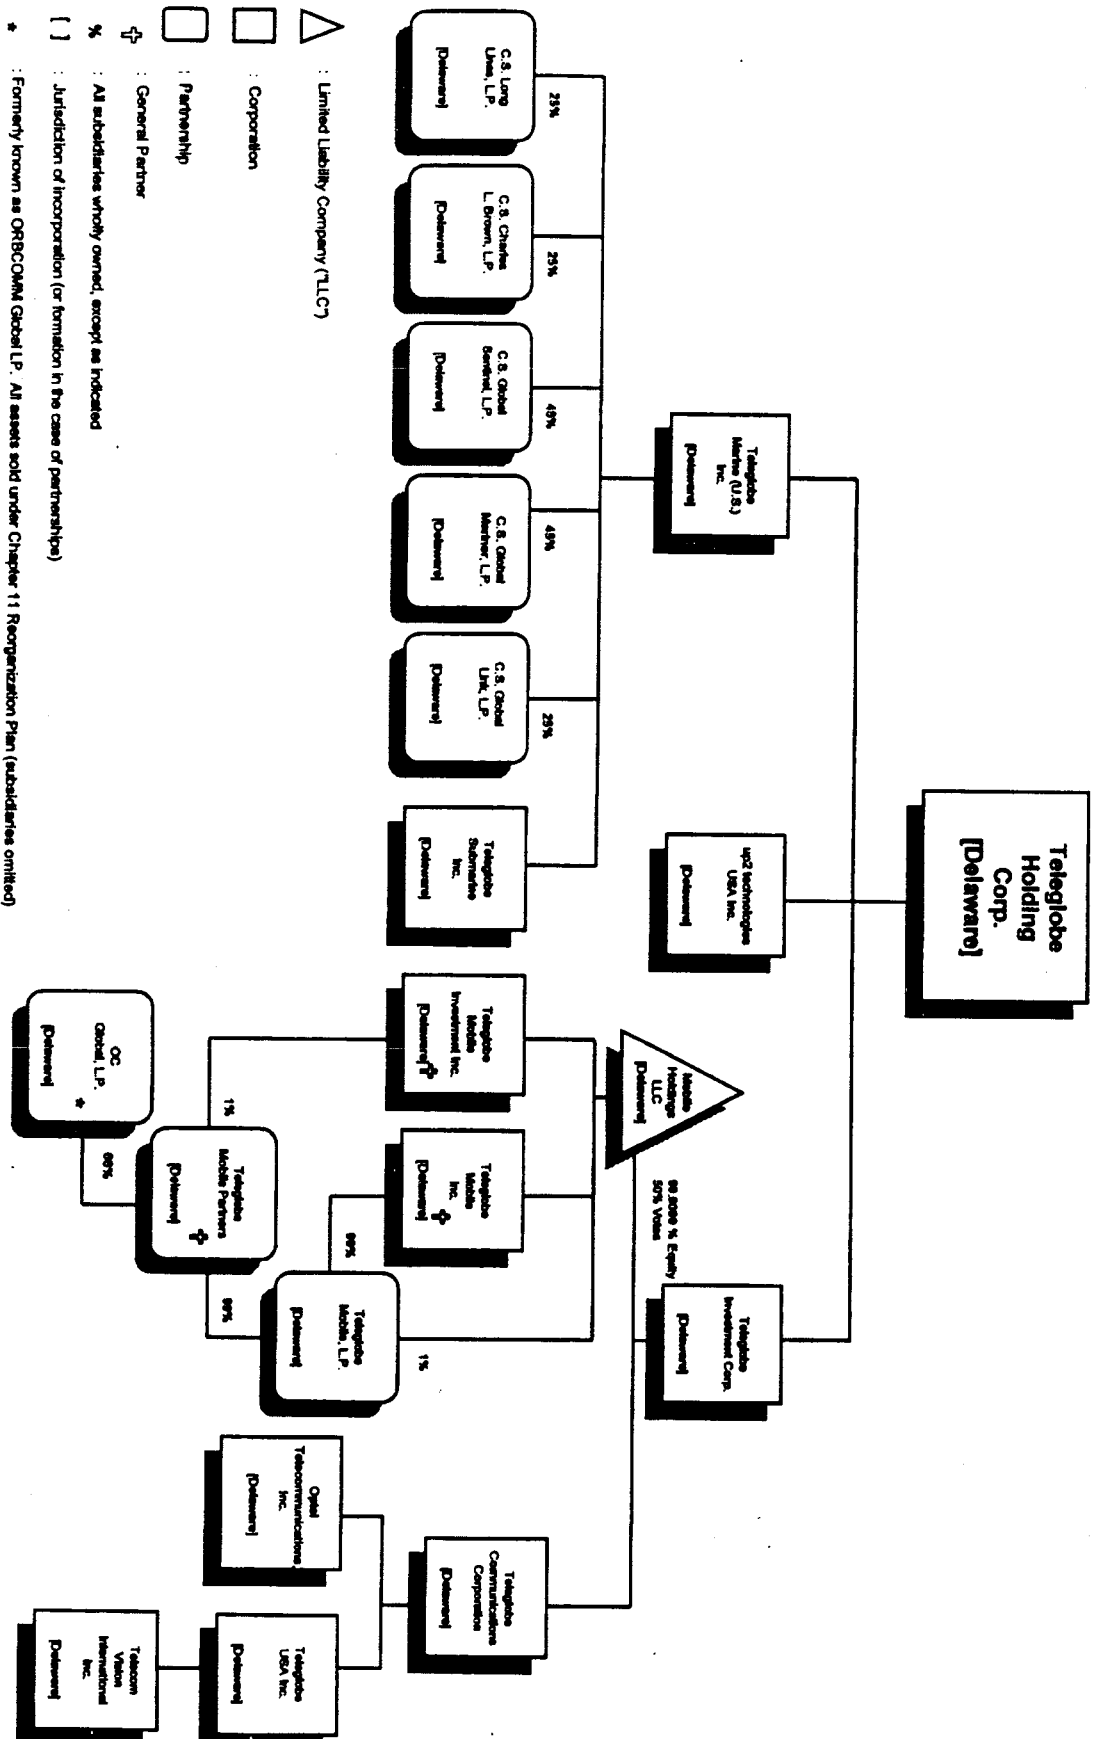 Teleglobe
Holding
Corp.
[Delaware]
Teleglobe
Marine (U.S.)
Inc.
[Delaware]
up2 technologies
USA Inc.
[Delaware]
Teleglobe
Investment Corp.
[Delaware]
99.9099 % Equity
50% Votes
Mobile
Holdings
LLC
[Delaware]
25%
25%
49%
49%
25%
C.S. Long
Lines, L.P.
[Delaware]
C.S. Charles
L. Brown, L.P.
[Delaware]
C.S. Global
Sentinel, L.P.
[Delaware]
C.S. Global
Mariner, L.P.
[Delaware]
C.S. Global
Link, L.P.
[Delaware]
Teleglobe
Submarine
Inc.
[Delaware]
Teleglobe
Mobile
Investment Inc.
[Delaware]
Teleglobe
Mobile
Inc.
[Delaware]
Teleglobe
Communications
Corporation
[Delaware]
1%
99%
Teleglobe
Mobile, L.P.
[Delaware]
Optel
Telecommunications,
Inc.
[Delaware]
Teleglobe
USA Inc.
[Delaware]
1%
99%
Teleglobe
Mobile Partners
[Delaware]
66%
OC
Global, L.P.
[Delaware] *
Telecom
Vision
International
Inc.
[Delaware]
: Limited Liability Company ("LLC")
: Corporation
: Partnership
: General Partner
% : All subsidiaries wholly owned, except as indicated
[ ] : Jurisdiction of incorporation (or formation in the case of partnerships)
* : Formerly known as ORBCOMM Global LP. All assets sold under Chapter 11 Reorganization Plan (subsidiaries omitted)